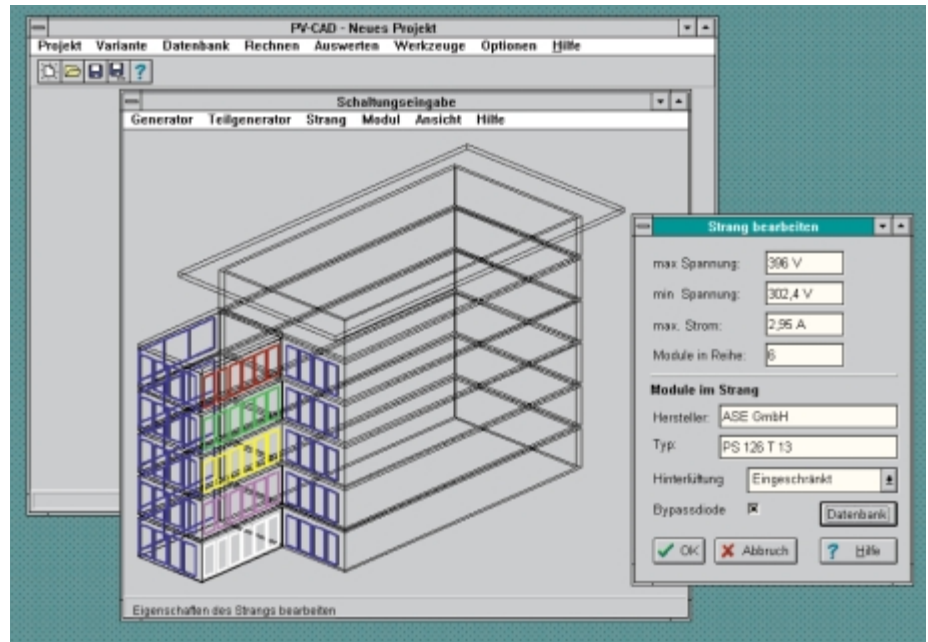 PV-CAD - Neues Projekt
Projekt Variante Datenbank Rechnen Auswerten Werkzeuge Optionen Hilfe
?
Schaltungseingabe
Generator Teilgenerator Strang Modul Ansicht Hilfe
Strang bearbeiten
max Spannung: 396 V
min Spannung: 302,4 V
max. Strom: 2,95 A
Module in Reihe: 6
Module im Strang
Hersteller: ASE GmbH
Typ: PS 126 T 13
Hinterlüftung Eingeschränkt
Bypassdiode
Datenbank
OK Abbruch ? Hilfe
Eigenschaften des Strangs bearbeiten